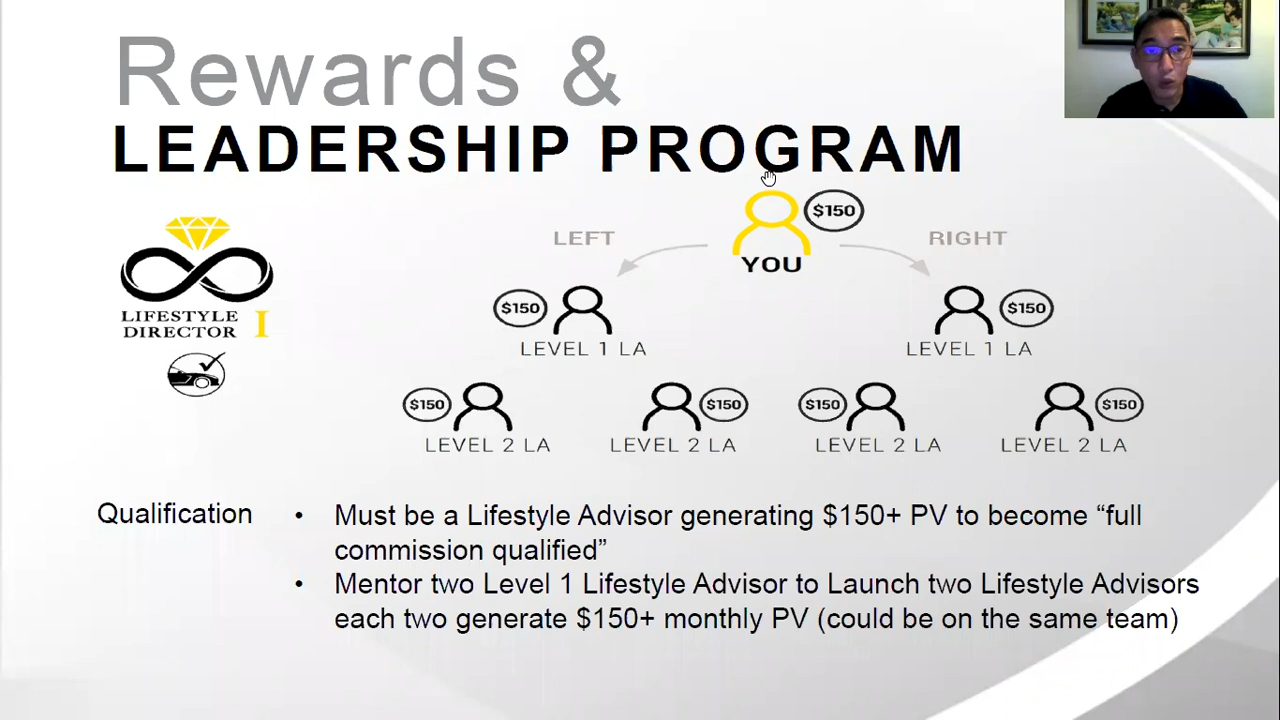 Rewards &
LEADERSHIP PROGRAM
$150
LEFT
RIGHT
YOU
LIFESTYLE
DIRECTOR I
$150
$150
LEVEL 1 LA
LEVEL 1 LA
$150
$150
$150
$150
LEVEL 2 LA
LEVEL 2 LA
LEVEL 2 LA
LEVEL 2 LA
Qualification
• Must be a Lifestyle Advisor generating $150+ PV to become “full
commission qualified”
• Mentor two Level 1 Lifestyle Advisor to Launch two Lifestyle Advisors
each two generate $150+ monthly PV (could be on the same team)